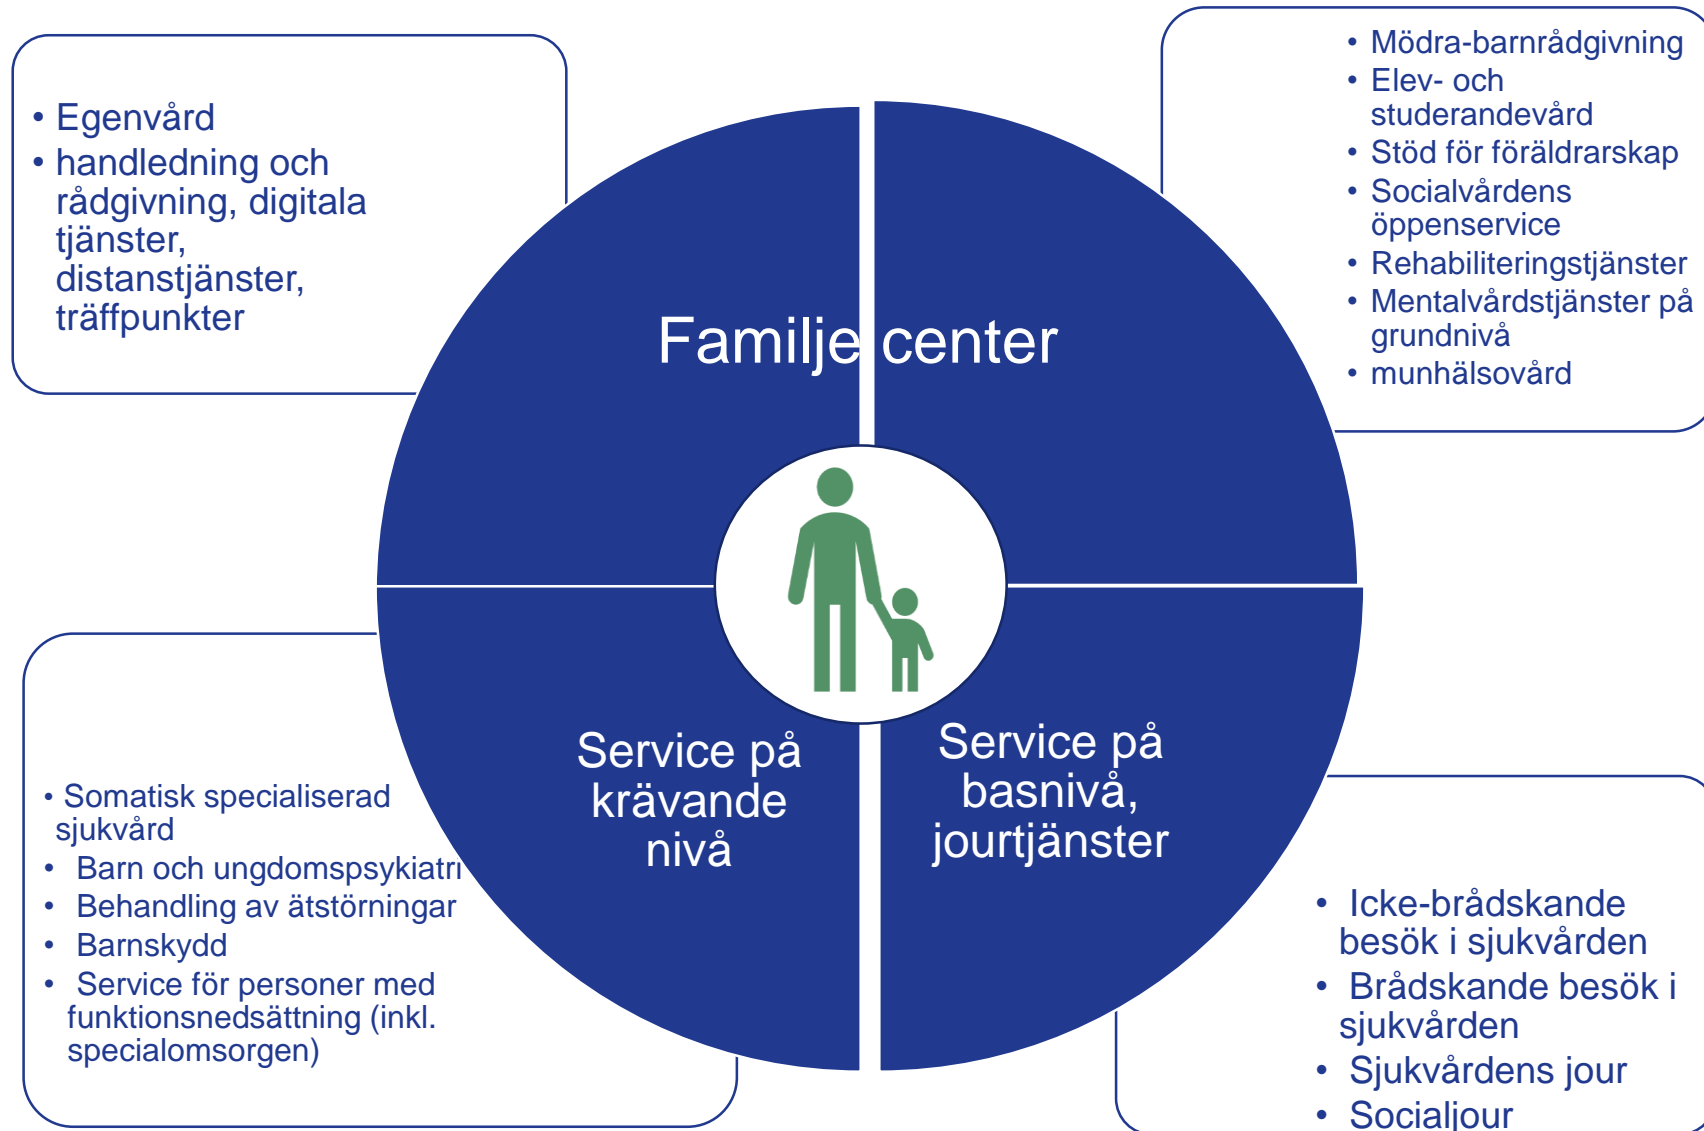 • Egenvård
• handledning och
rådgivning, digitala
tjänster,
distanstjänster,
träffpunkter
• Mödra-barnrådgivning
• Elev- och
studerandevård
• Stöd för föräldrarskap
• Socialvårdens
öppenservice
• Rehabiliteringstjänster
• Mentalvårdstjänster på
grundnivå
• munhälsovård
Familje center
Service på
krävande
nivå
Service på
basnivå,
jourtjänster
• Somatisk specialiserad
sjukvård
• Barn och ungdomspsykiatri
• Behandling av ätstörningar
• Barnskydd
• Service för personer med
funktionsnedsättning (inkl.
specialomsorgen)
• Icke-brådskande
besök i sjukvården
• Brådskande besök i
sjukvården
• Sjukvårdens jour
• Socialjour